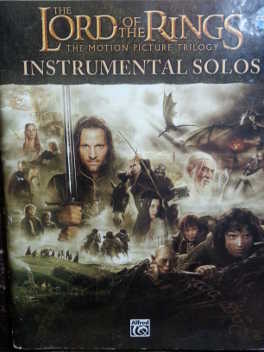 THE
LORD OF THE RINGS
THE MOTION PICTURE TRILOGY
INSTRUMENTAL SOLOS
Alfred